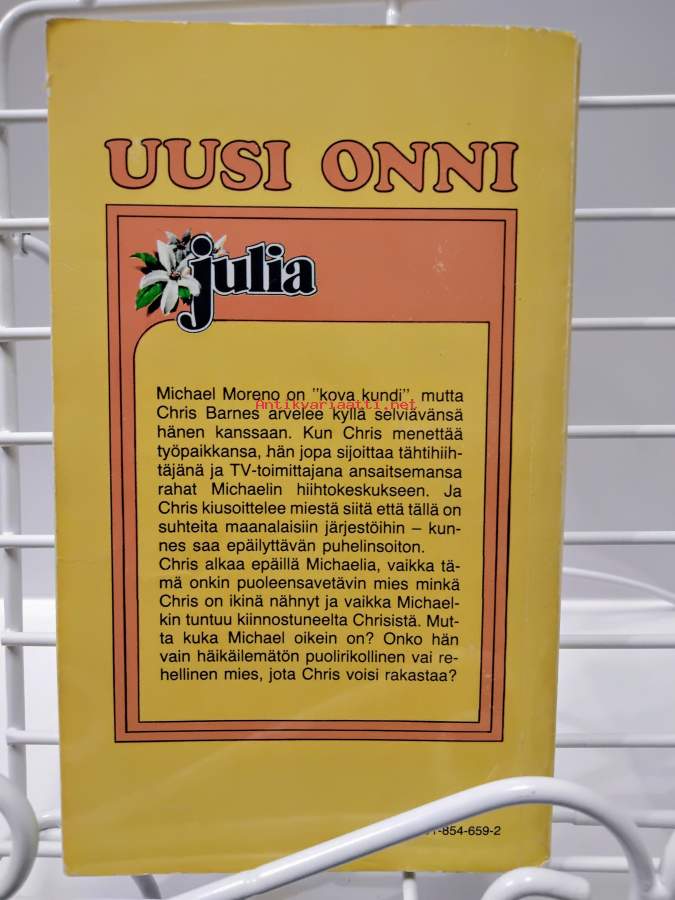 UUSI ONNI
julia
Michael Moreno on "kova kundi" mutta
Antikvariaatti.net
Chris Barnes arvelee kyllä selviävänsä
hänen kanssaan. Kun Chris menettää
työpaikkansa, hän jopa sijoittaa tähtihiih-
täjänä ja TV-toimittajana ansaitsemansa
rahat Michaelin hiihtokeskukseen. Ja
Chris kiusoittelee miestä siitä että tällä on
suhteita maanalaisiin järjestöihin – kun-
nes saa epäilyttävän puhelinsoiton.
Chris alkaa epäillä Michaelia, vaikka tä-
mä onkin puoleensavetävin mies minkä
Chris on ikinä nähnyt ja vaikka Michael-
kin tuntuu kiinnostuneelta Chrisistä. Mut-
ta kuka Michael oikein on? Onko hän
vain häikäilemätön puolirikollinen vai re-
hellinen mies, jota Chris voisi rakastaa?
-854-659-2